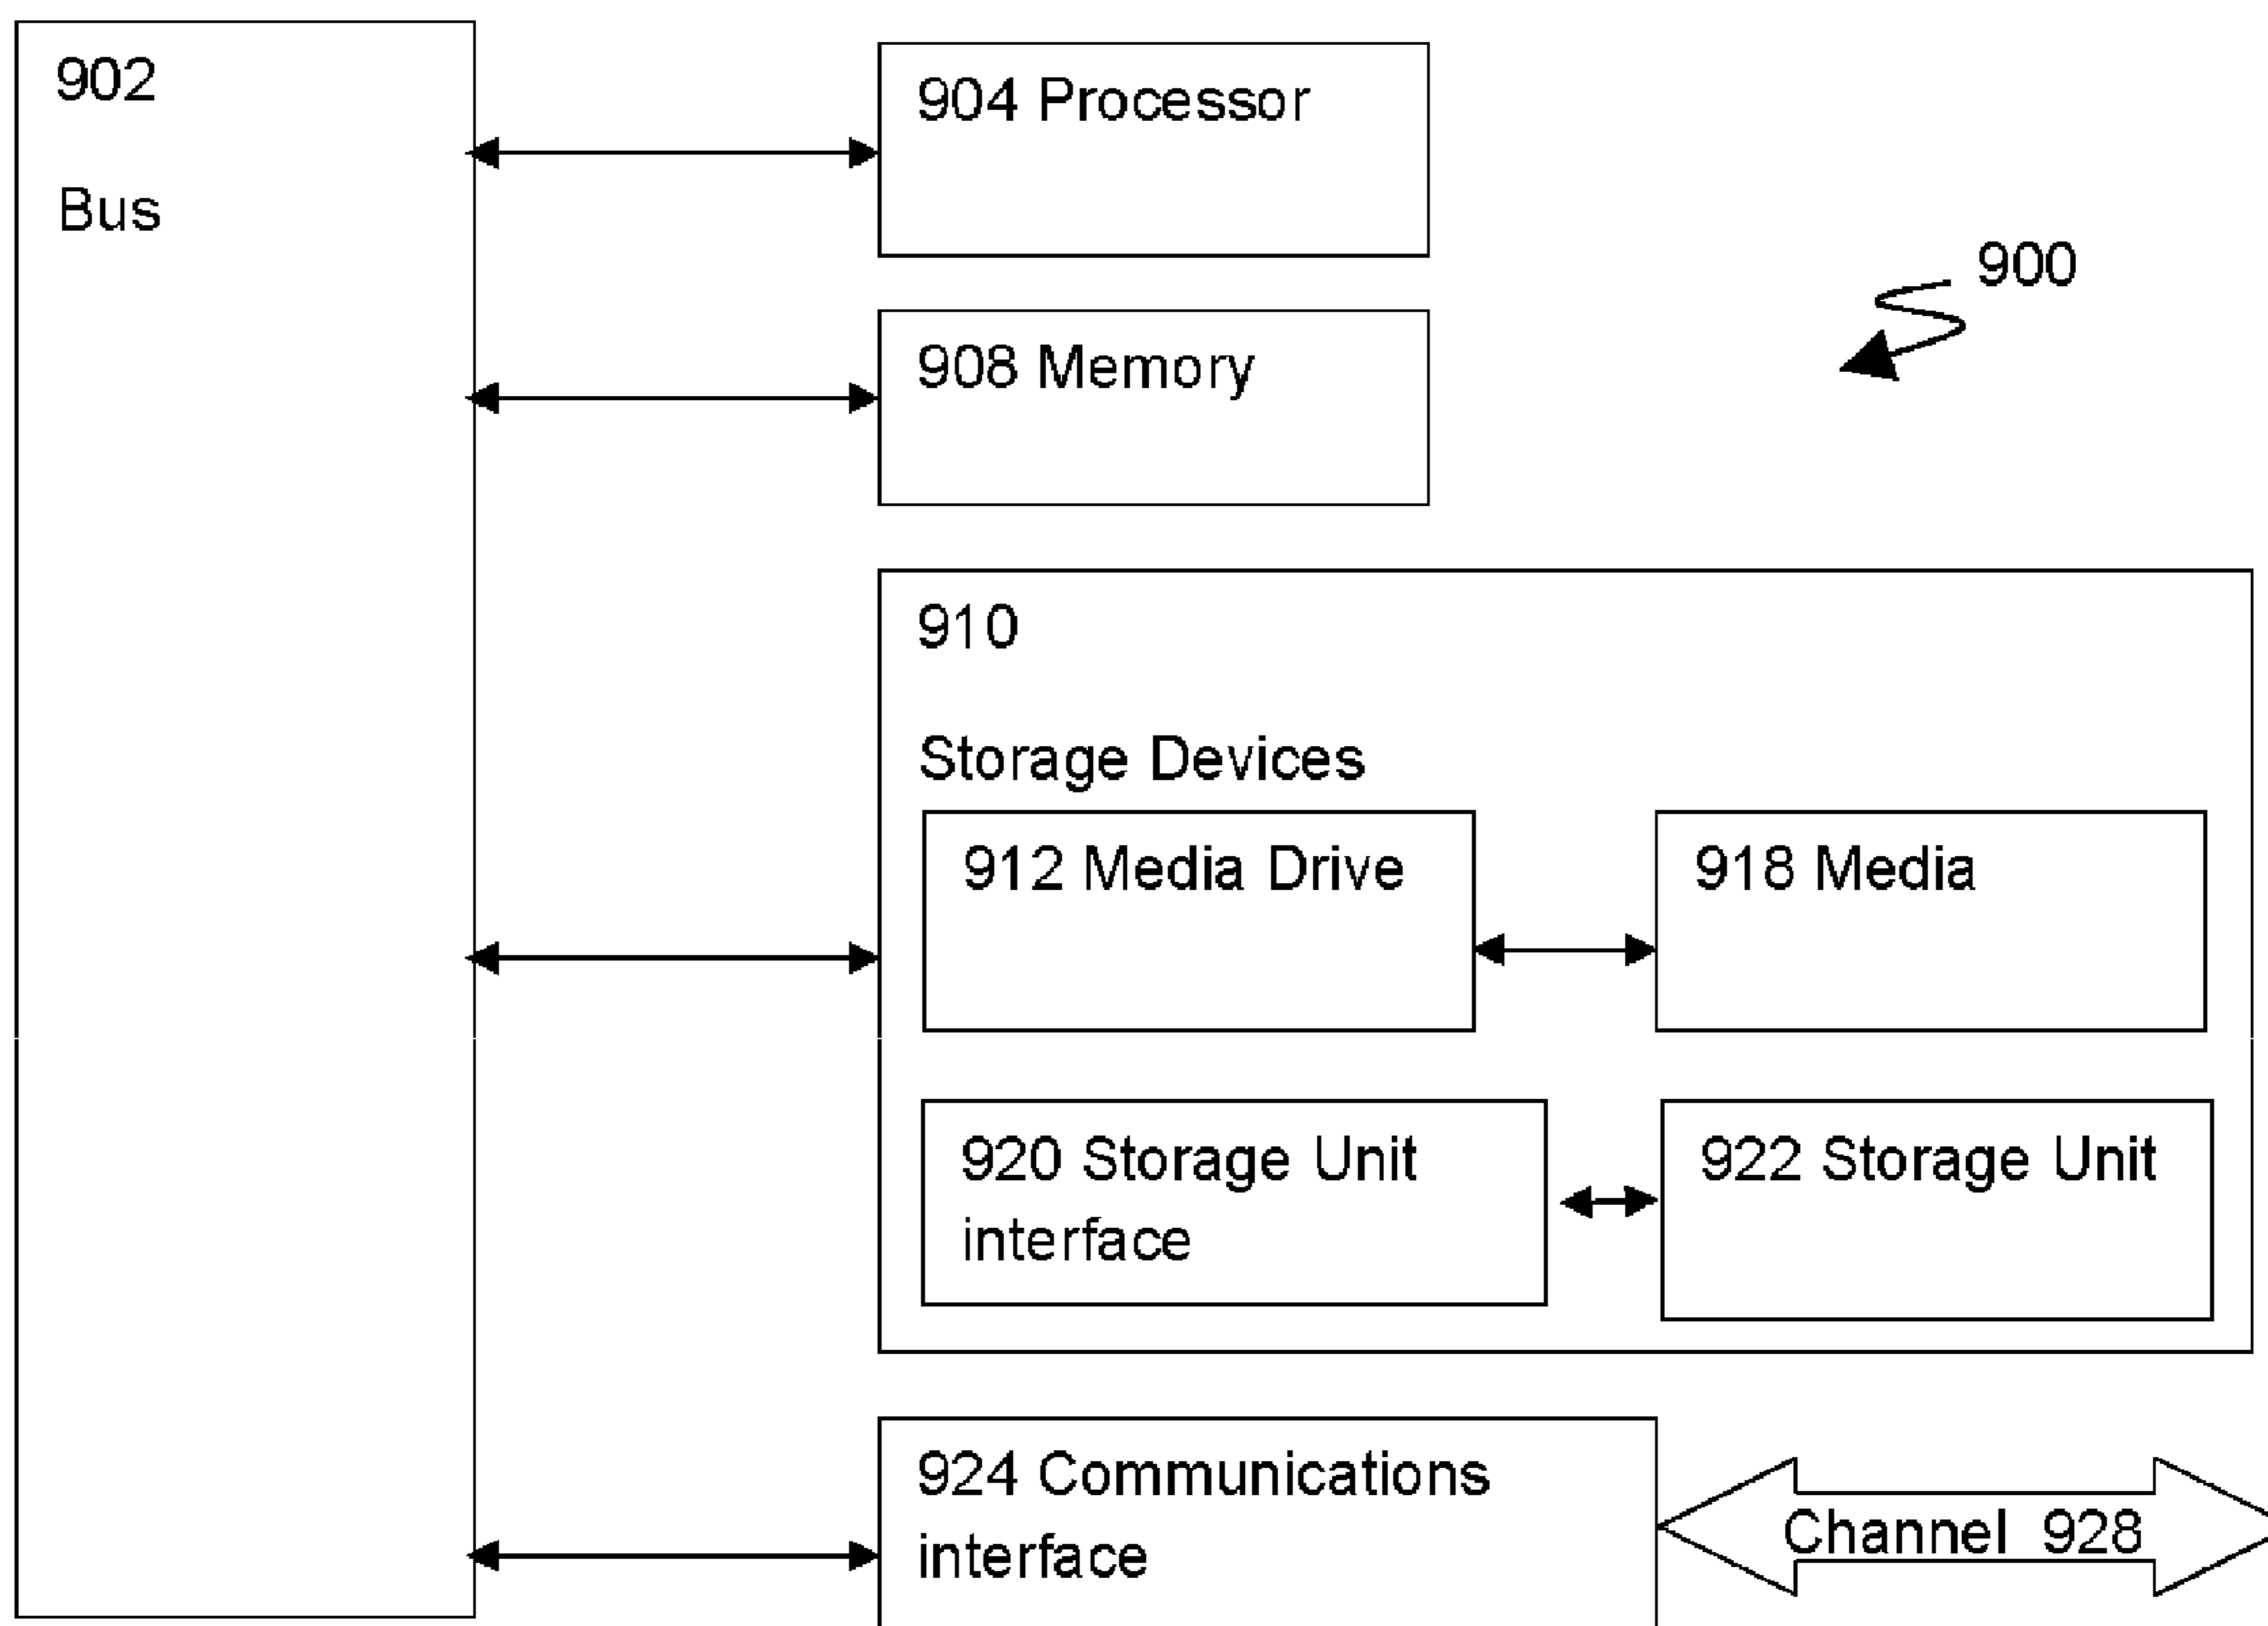 902
Bus
904 Processor
900
908 Memory
910
Storage Devices
912 Media Drive
918 Media
920 Storage Unit
interface
922 Storage Unit
924 Communications
interface
Channel 928